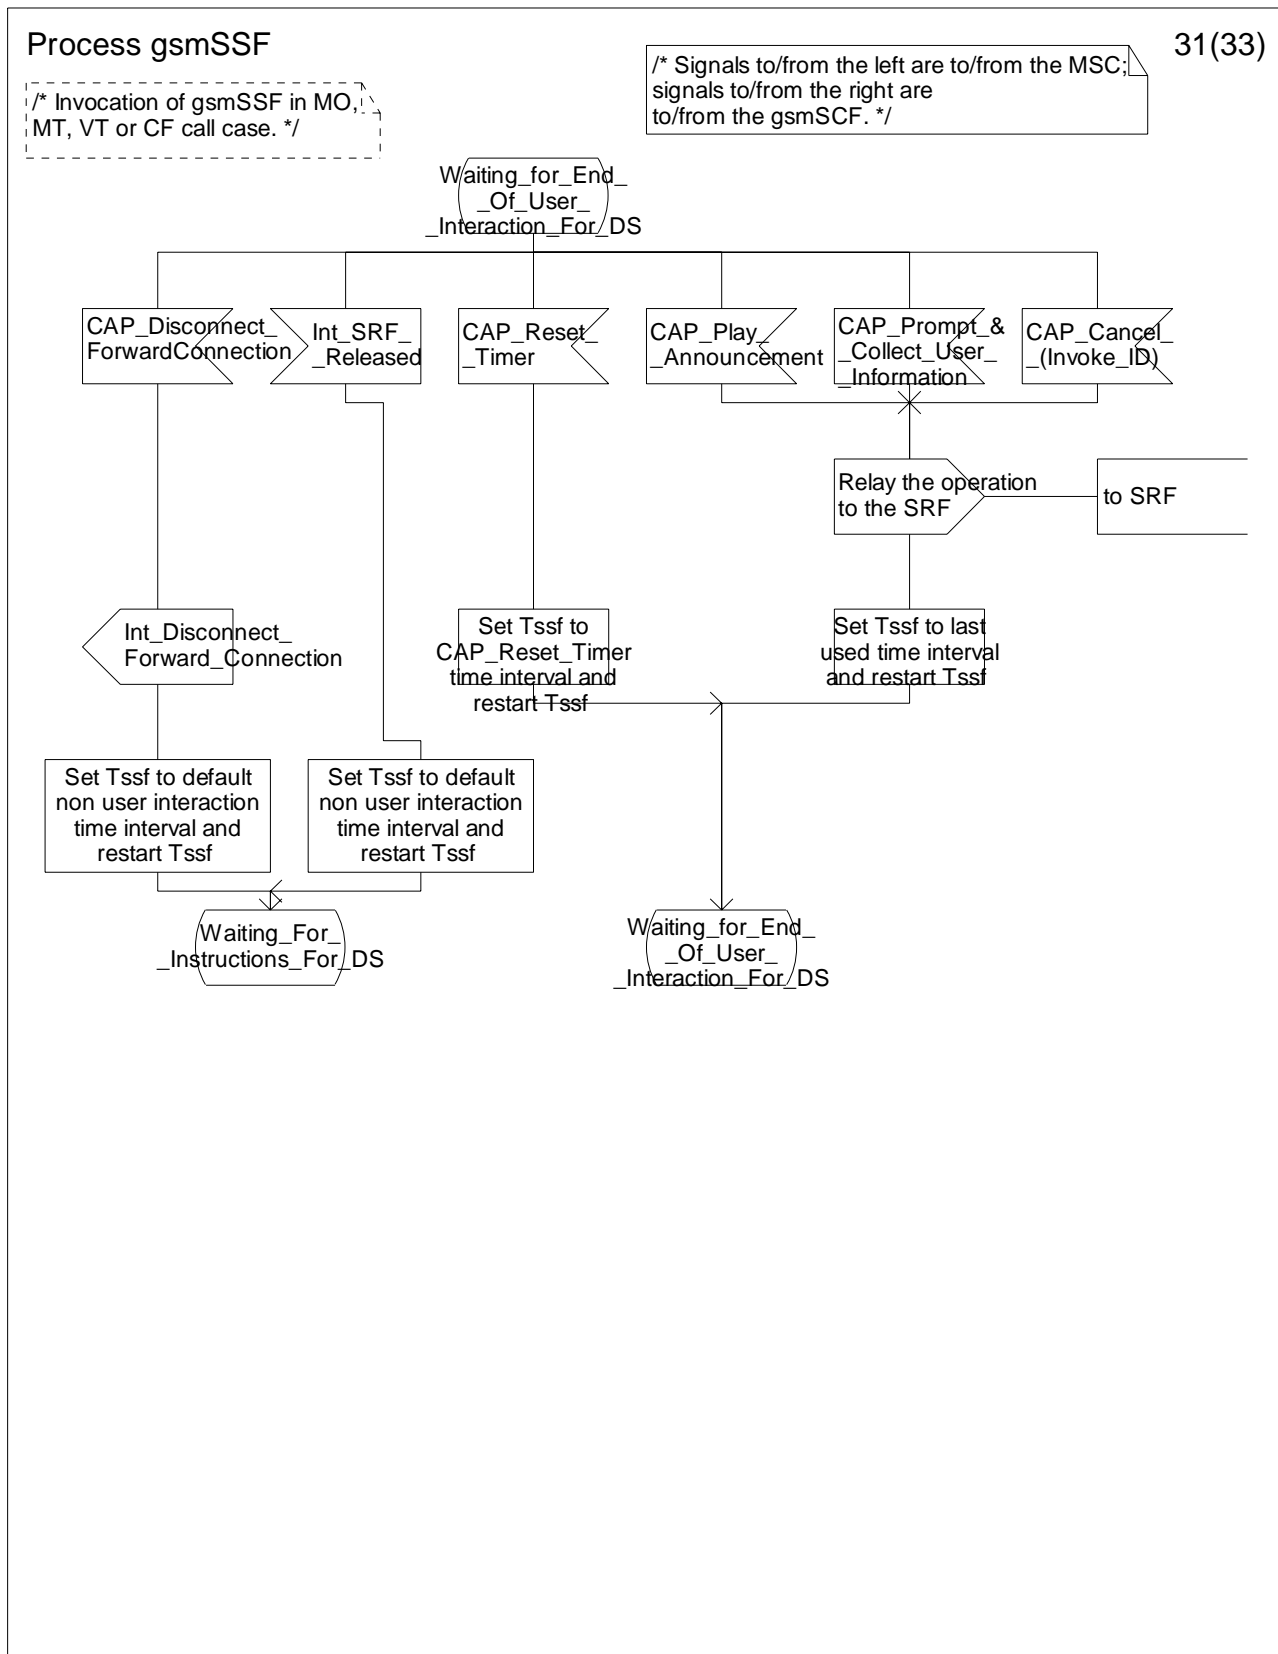 Process gsmSSF
31(33)
/* Invocation of gsmSSF in MO,
MT, VT or CF call case. */
/* Signals to/from the left are to/from the MSC;
signals to/from the right are
to/from the gsmSCF. */
Waiting_for_End_
_Of_User_
_Interaction_For_DS
CAP_Disconnect_
ForwardConnection
Int_SRF_
_Released
CAP_Reset_
_Timer
CAP_Play_
_Announcement
CAP_Prompt_&
_Collect_User_
_Information
CAP_Cancel_
_(Invoke_ID)
Relay the operation
to the SRF
to SRF
Int_Disconnect_
Forward_Connection
Set Tssf to
CAP_Reset_Timer
time interval and
restart Tssf
Set Tssf to last
used time interval
and restart Tssf
Set Tssf to default
non user interaction
time interval and
restart Tssf
Set Tssf to default
non user interaction
time interval and
restart Tssf
Waiting_For_
_Instructions_For_DS
Waiting_for_End_
_Of_User_
_Interaction_For_DS